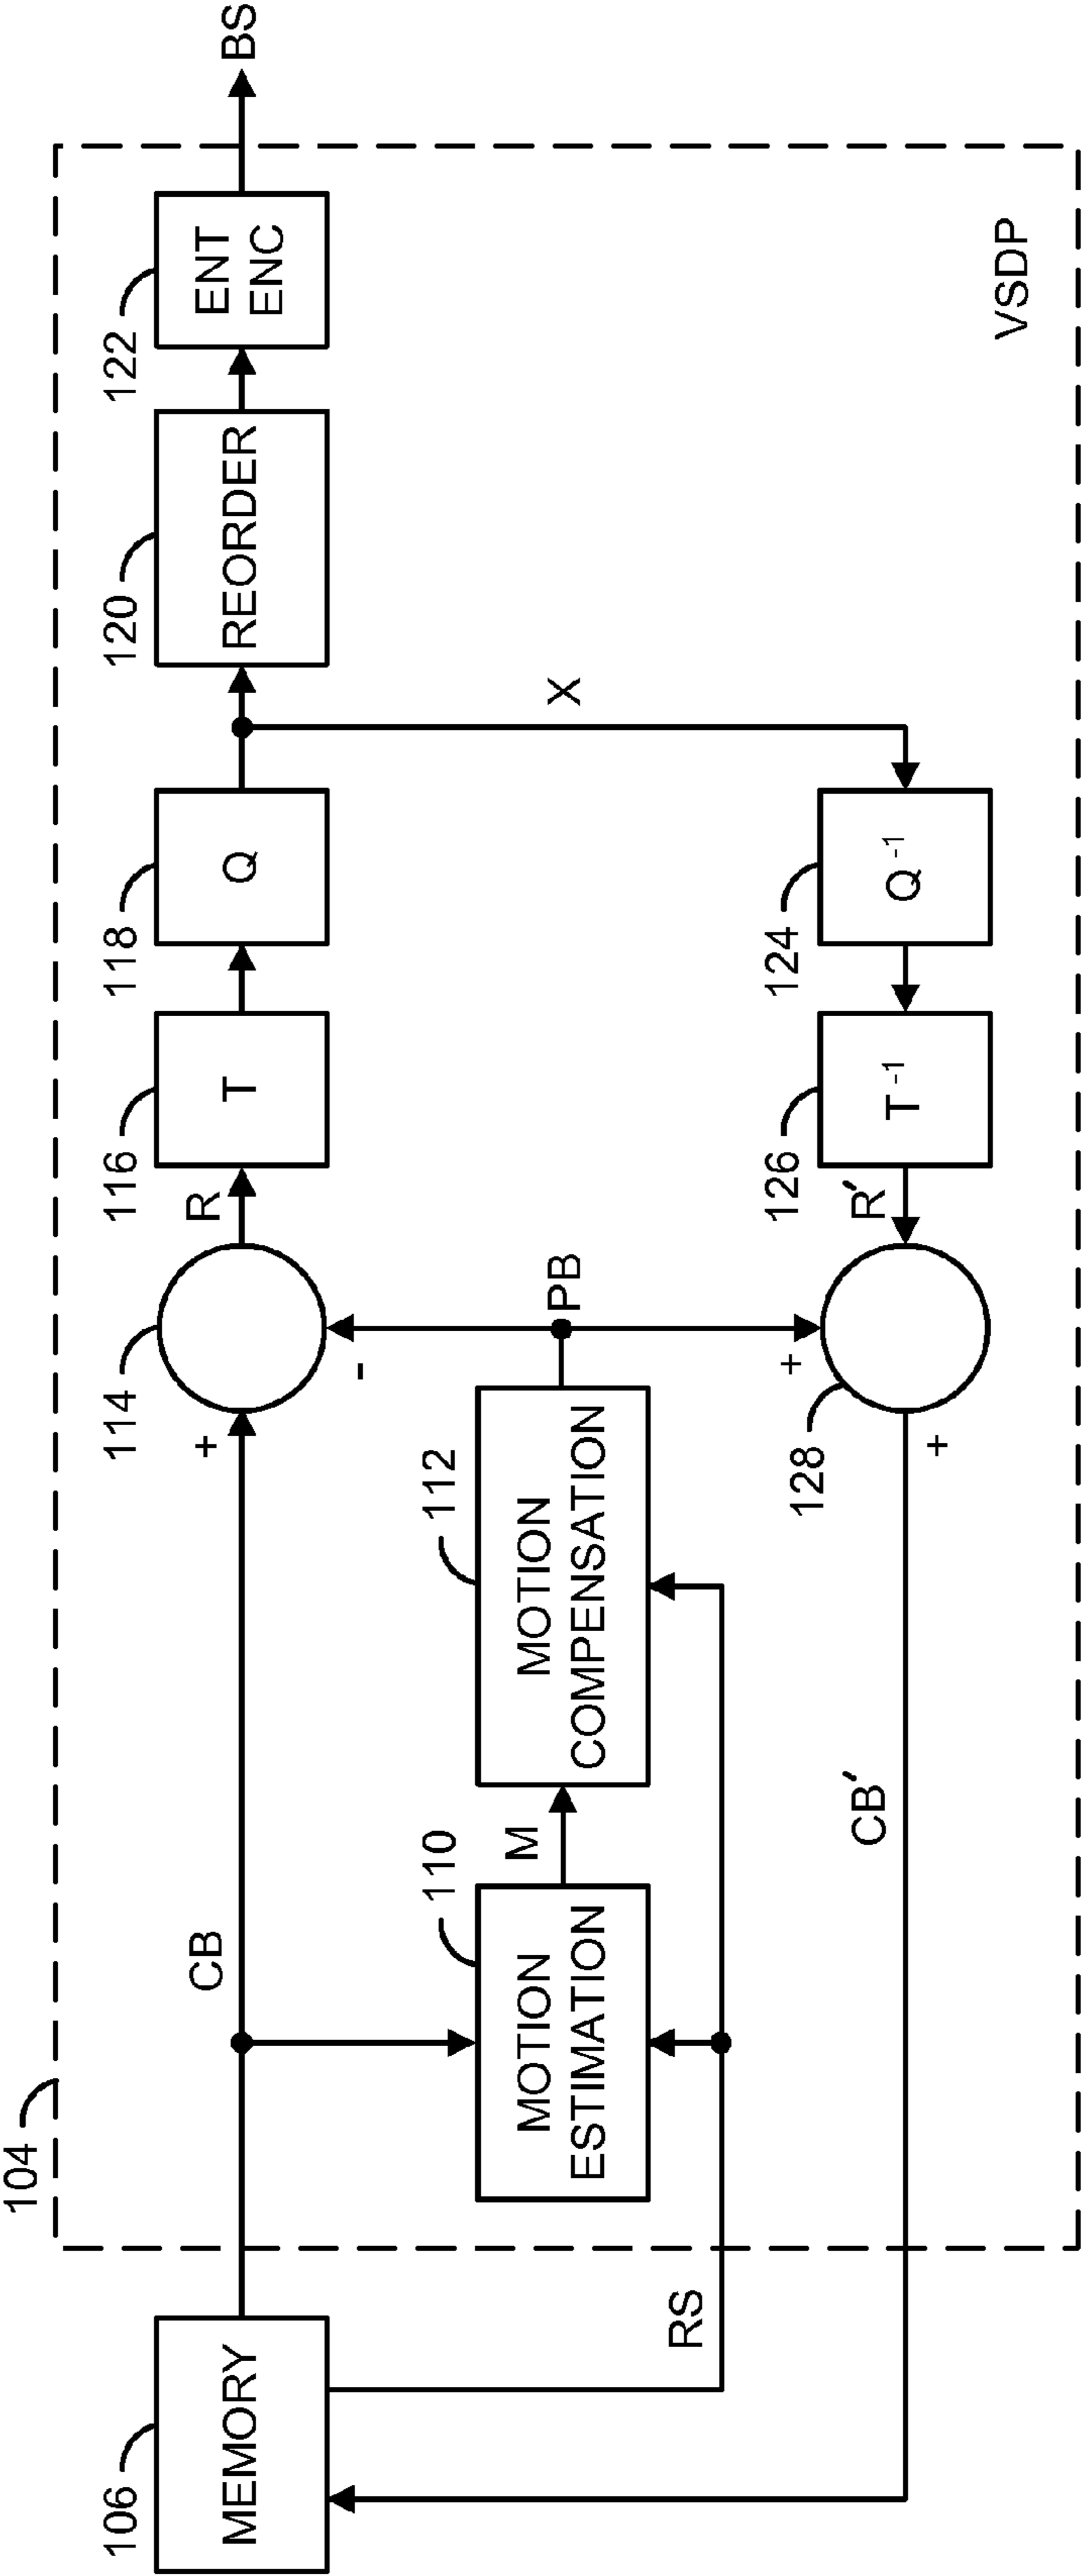 104
106
MEMORY
CB
RS
110
MOTION
ESTIMATION
M
112
MOTION
COMPENSATION
PB
CB′
114
+
-
R
116
T
118
Q
X
120
REORDER
122
ENT
ENC
BS
124
Q -1
126
T -1
R′
128
+
+
VSDP